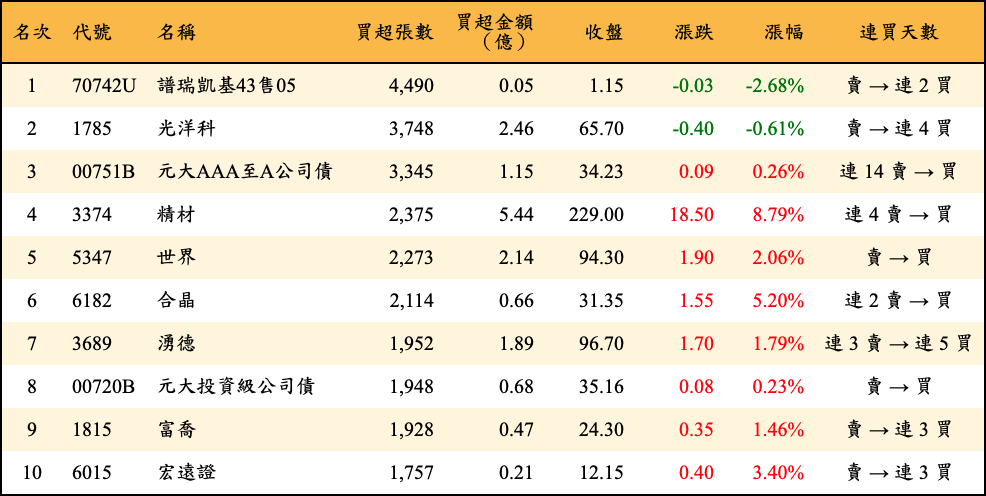 名次 代號 名稱 買超張數 買超金額（億） 收盤 漲跌 漲幅 連買天數
1 70742U 譜瑞凱基43售05 4,490 0.05 1.15 -0.03 -2.68% 賣 → 連 2 買
2 1785 光洋科 3,748 2.46 65.70 -0.40 -0.61% 賣 → 連 4 買
3 00751B 元大AAA至A公司債 3,345 1.15 34.23 0.09 0.26% 連 14 賣 → 買
4 3374 精材 2,375 5.44 229.00 18.50 8.79% 連 4 賣 → 買
5 5347 世界 2,273 2.14 94.30 1.90 2.06% 賣 → 買
6 6182 合晶 2,114 0.66 31.35 1.55 5.20% 連 2 賣 → 買
7 3689 湧德 1,952 1.89 96.70 1.70 1.79% 連 3 賣 → 連 5 買
8 00720B 元大投資級公司債 1,948 0.68 35.16 0.08 0.23% 賣 → 買
9 1815 富喬 1,928 0.47 24.30 0.35 1.46% 賣 → 連 3 買
10 6015 宏遠證 1,757 0.21 12.15 0.40 3.40% 賣 → 連 3 買